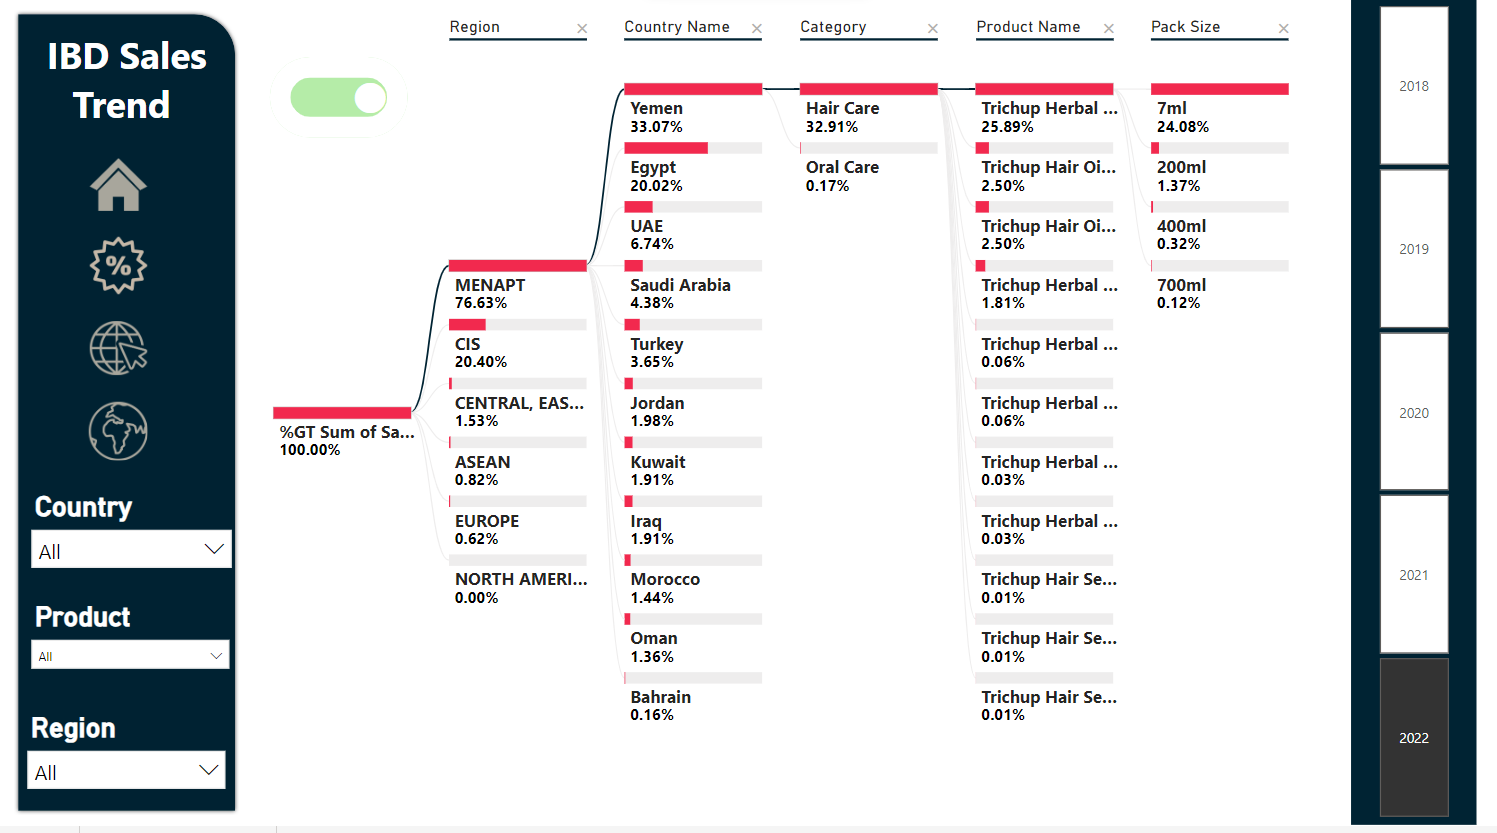 IBD Sales
Trend
%
Country
All
Product
All
Region
All
%GT Sum of Sa...
100.00%
Region
MENAPT
76.63%
CIS
20.40%
CENTRAL, EAS...
1.53%
ASEAN
0.82%
EUROPE
0.62%
NORTH AMERI...
0.00%
Country Name
Yemen
33.07%
Egypt
20.02%
UAE
6.74%
Saudi Arabia
4.38%
Turkey
3.65%
Jordan
1.98%
Kuwait
1.91%
Iraq
1.91%
Morocco
1.44%
Oman
1.36%
Bahrain
0.16%
Category
Hair Care
32.91%
Oral Care
0.17%
Product Name
Trichup Herbal ...
25.89%
Trichup Hair Oi...
2.50%
Trichup Hair Oi...
2.50%
Trichup Herbal ...
1.81%
Trichup Herbal ...
0.06%
Trichup Herbal ...
0.06%
Trichup Herbal ...
0.03%
Trichup Herbal ...
0.03%
Trichup Hair Se...
0.01%
Trichup Hair Se...
0.01%
Trichup Hair Se...
0.01%
Pack Size
7ml
24.08%
200ml
1.37%
400ml
0.32%
700ml
0.12%
2018
2019
2020
2021
2022